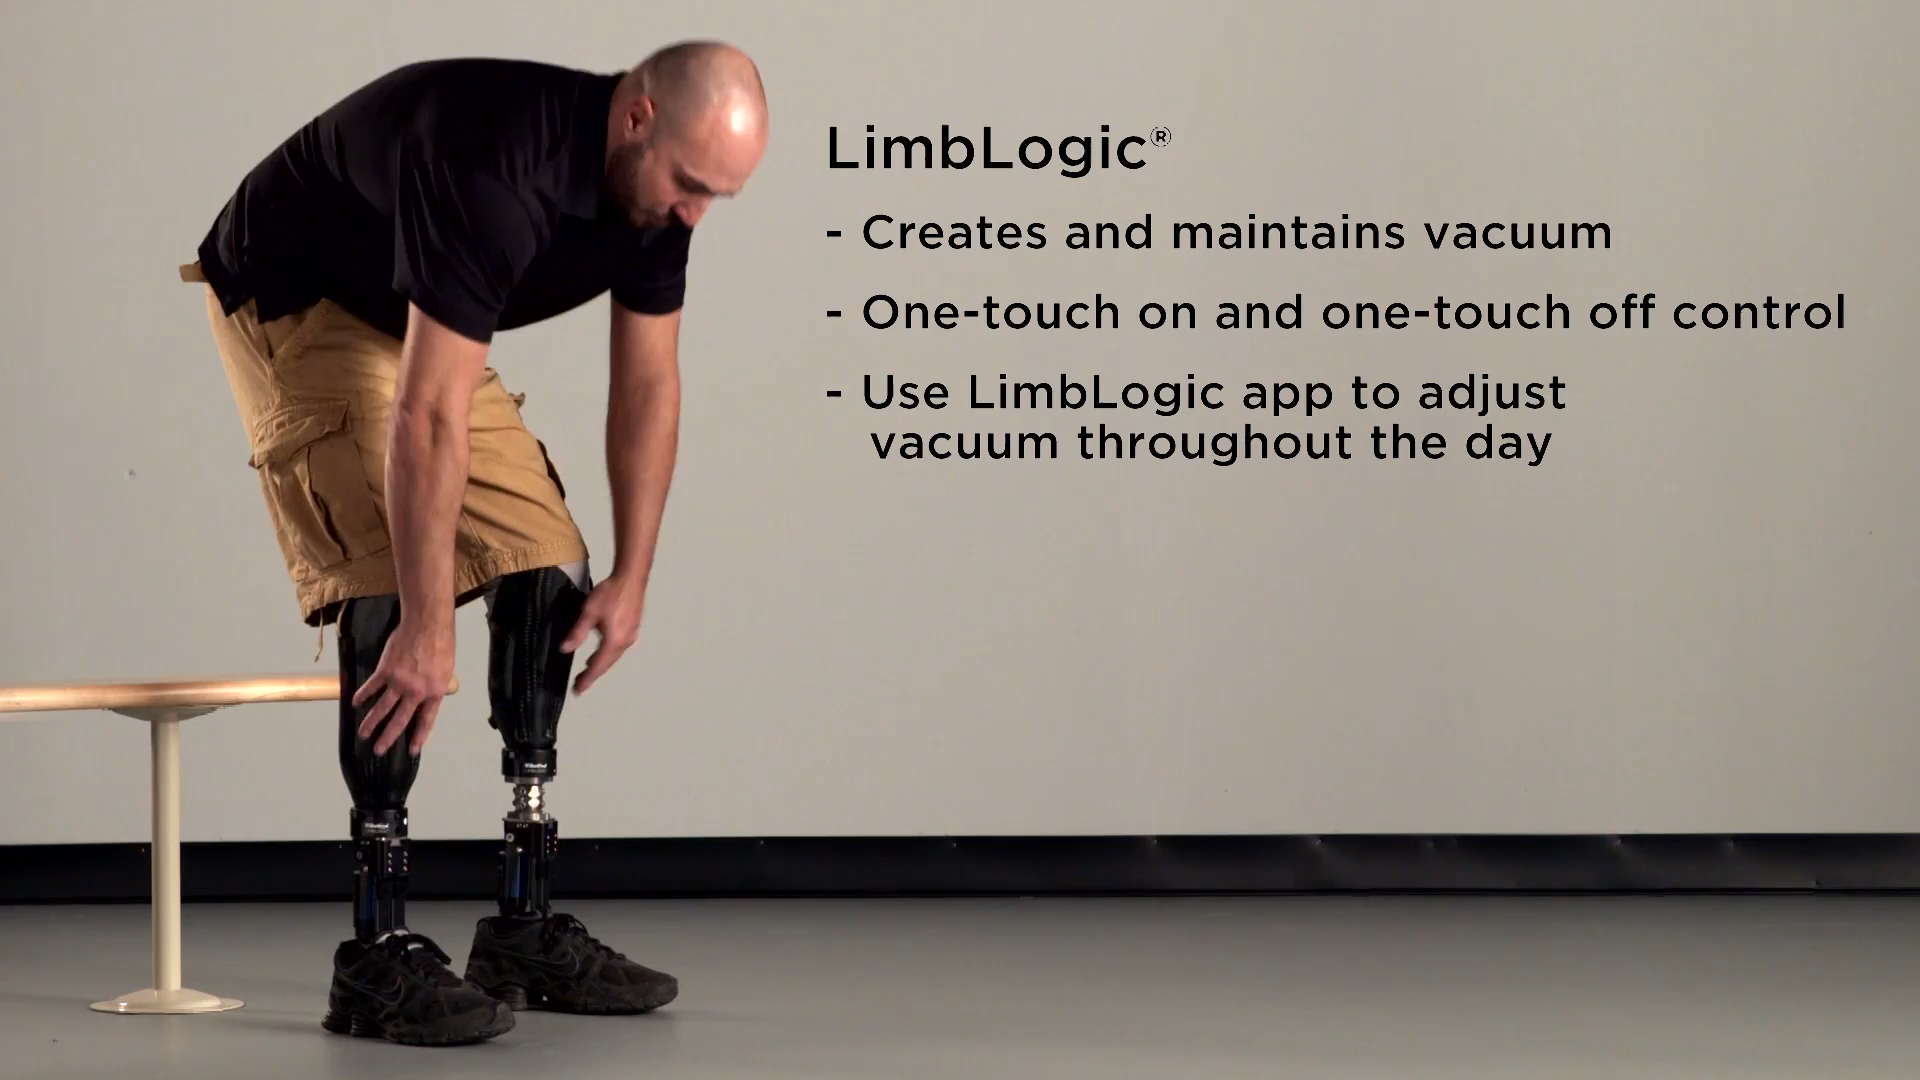 LimbLogic®
- Creates and maintains vacuum
- One-touch on and one-touch off control
- Use LimbLogic app to adjust
vacuum throughout the day